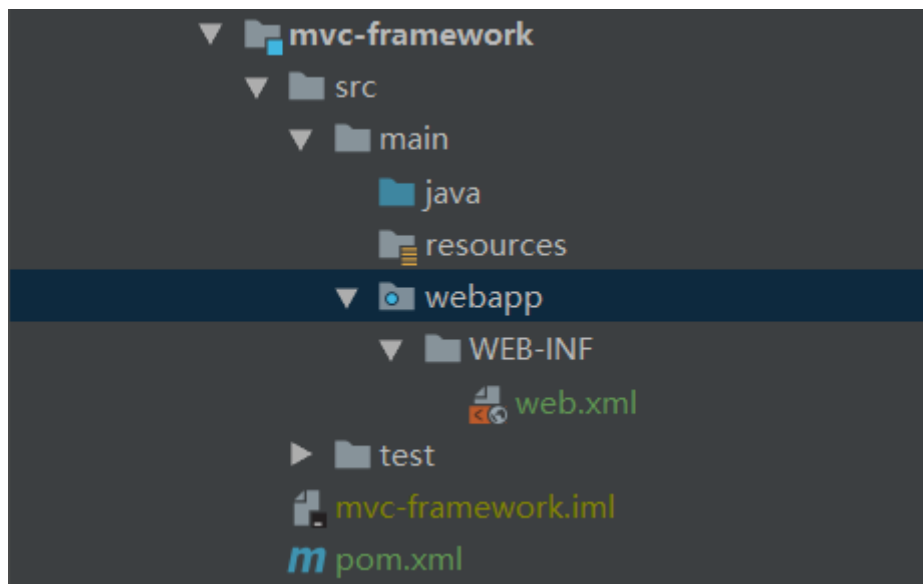 mvc-framework
src
main
java
resources
webapp
WEB-INF
web.xml
test
mvc-framework.iml
pom.xml